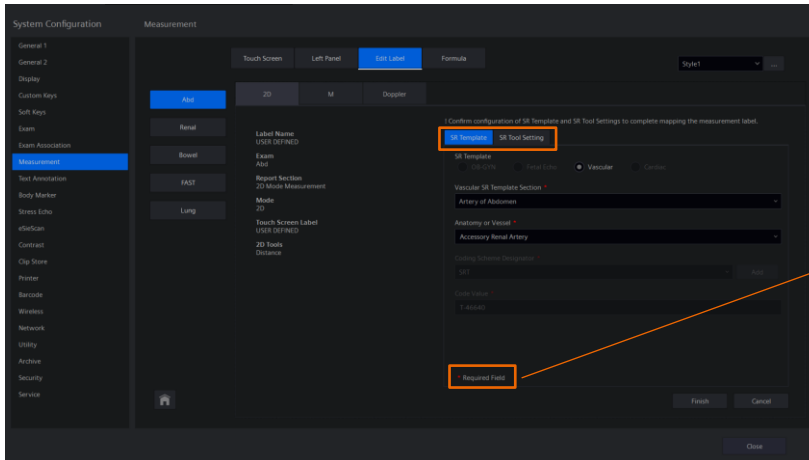 System Configuration
Measurement
General 1
General 2
Display
Custom Keys
Soft Keys
Exam
Exam Association
Measurement
Text Annotation
Body Marker
Stress Echo
eSieScan
Contrast
Clip Store
Printer
Barcode
Wireless
Network
Utility
Archive
Security
Service
Touch Screen Left Panel Edit Label Formula
Style1 ...
Abd
Renal
Bowel
FAST
Lung
2D M Doppler
Label Name
USER DEFINED
Exam
Abd
Report Section
2D Mode Measurement
Mode
2D
Touch Screen Label
USER DEFINED
2D Tools
Distance
! Confirm configuration of SR Template and SR Tool Settings to complete mapping the measurement label.
SR Template SR Tool Setting
SR Template
OB-GYN Fetal Echo Vascular Cardiac
Vascular SR Template Section *
Artery of Abdomen
Anatomy or Vessel *
Accessory Renal Artery
Coding Scheme Designator
SRT Add
Code Value
T-46640
* Required Field
Finish Cancel
Close